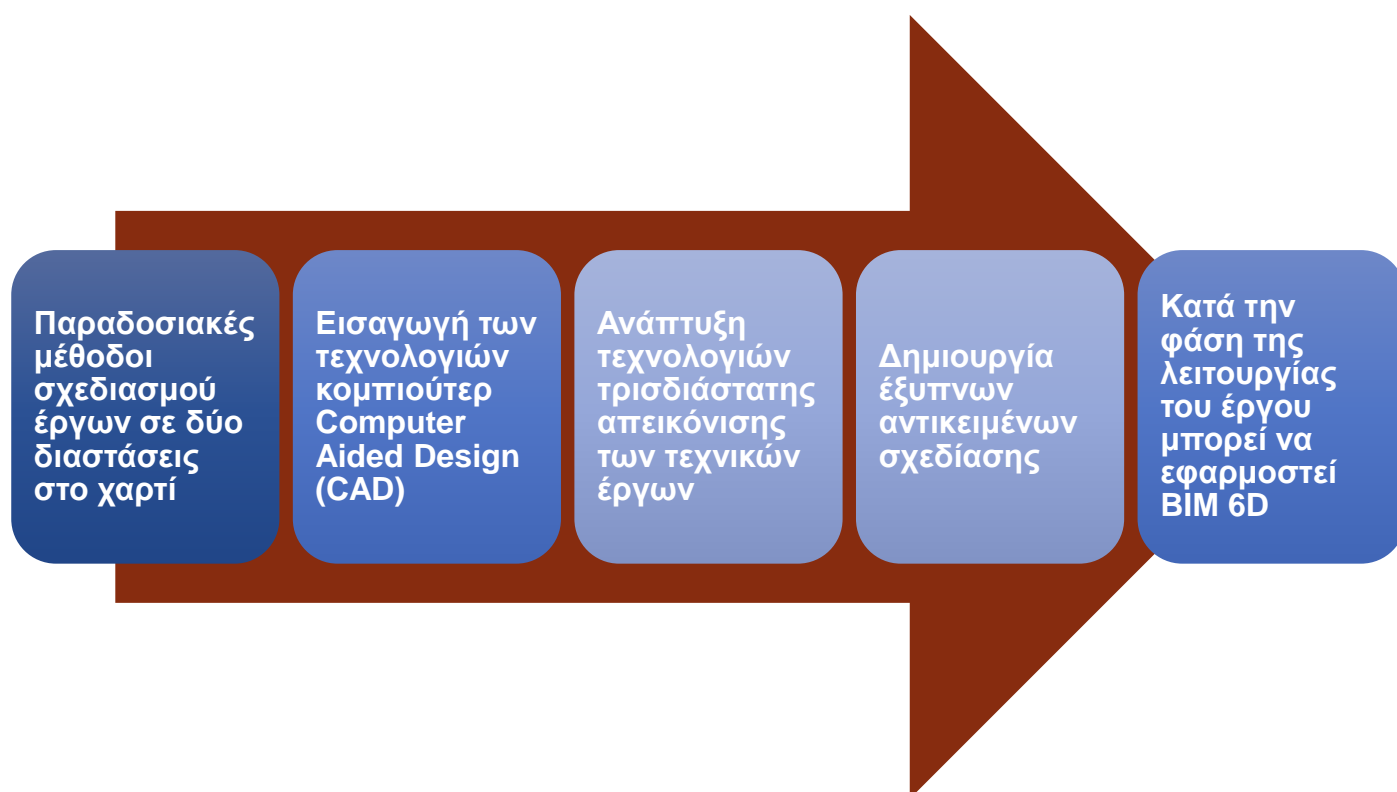 Παραδοσιακές
μέθοδοι
σχεδιασμού
έργων σε δύο
διαστάσεις
στο χαρτί
Εισαγωγή των
τεχνολογιών
κομπιούτερ
Computer
Aided Design
(CAD)
Ανάπτυξη
τεχνολογιών
τρισδιάστατης
απεικόνισης
των τεχνικών
έργων
Δημιουργία
έξυπνων
αντικειμένων
σχεδίασης
Κατά την
φάση της
λειτουργίας
του έργου
μπορεί να
εφαρμοστεί
BIM 6D